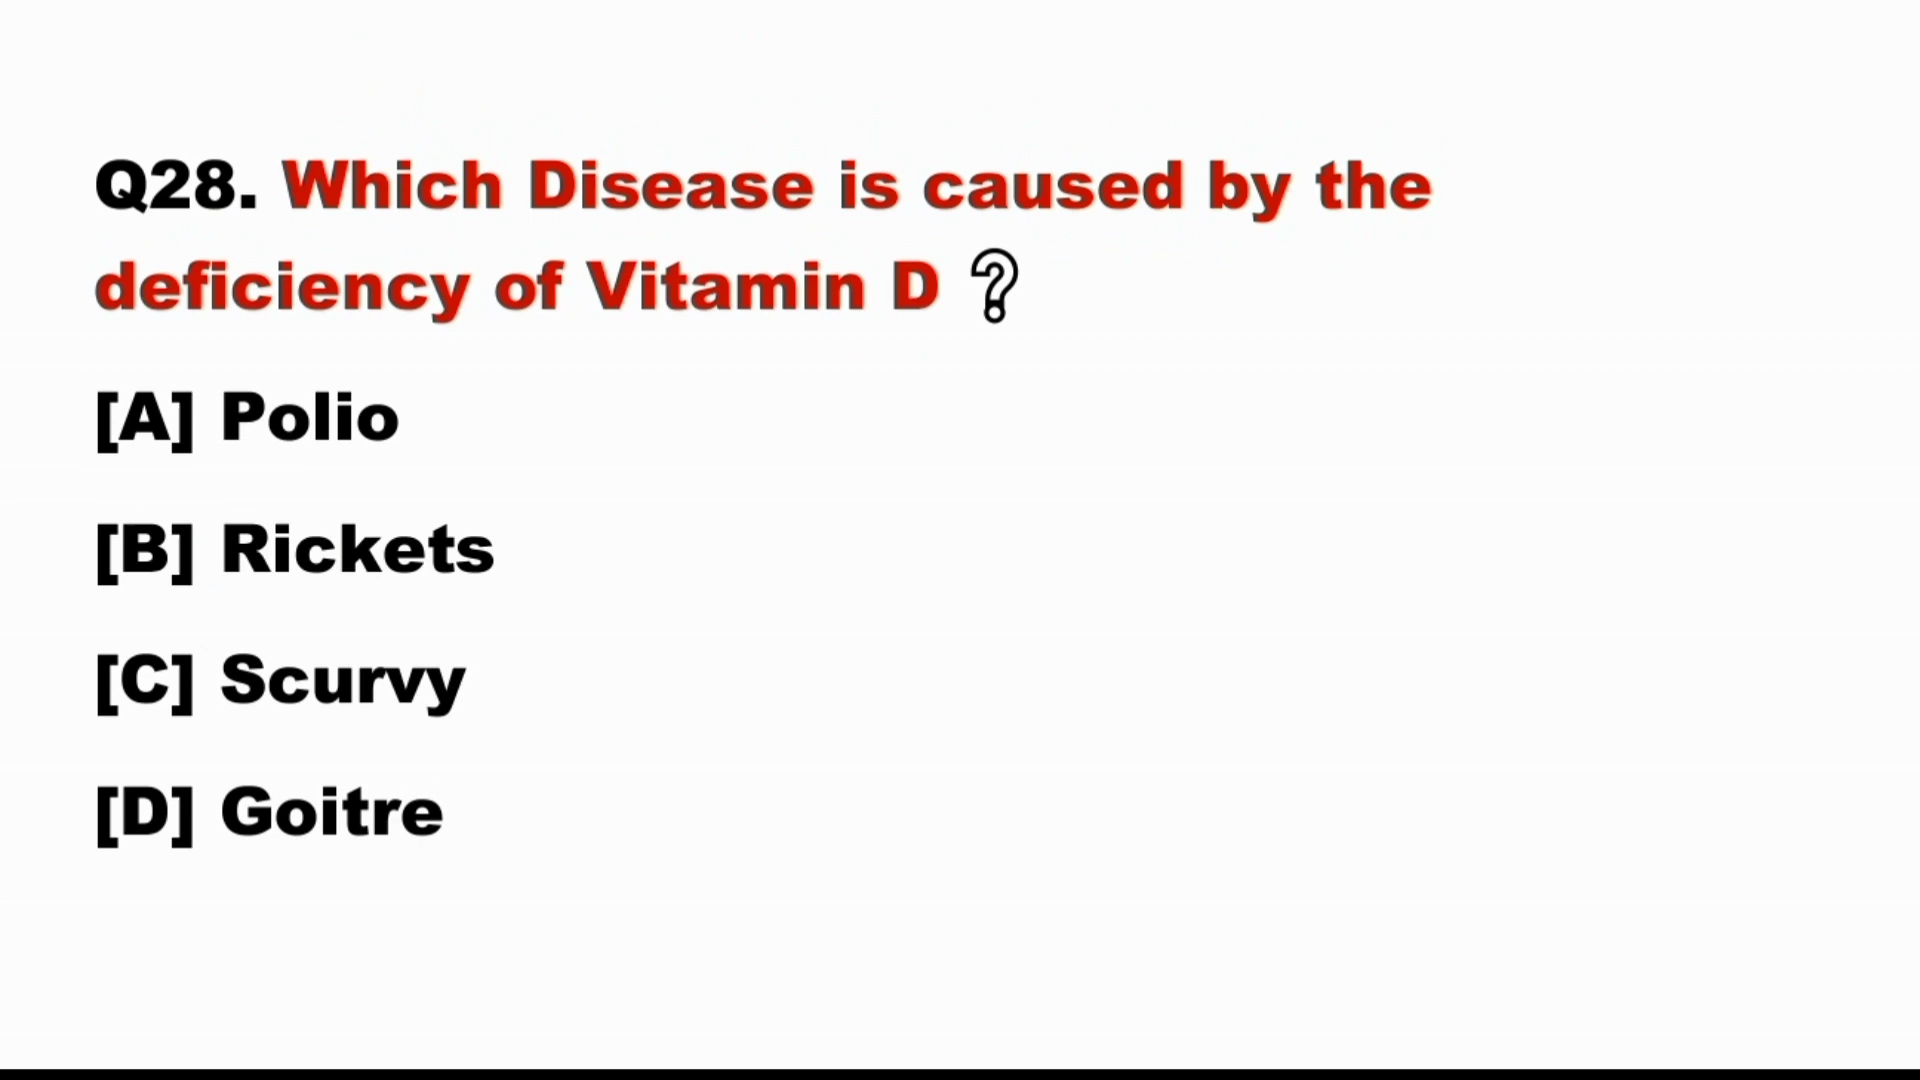 Q28. Which Disease is caused by the
deficiency of Vitamin D ?
[A] Polio
[B] Rickets
[C] Scurvy
[D] Goitre